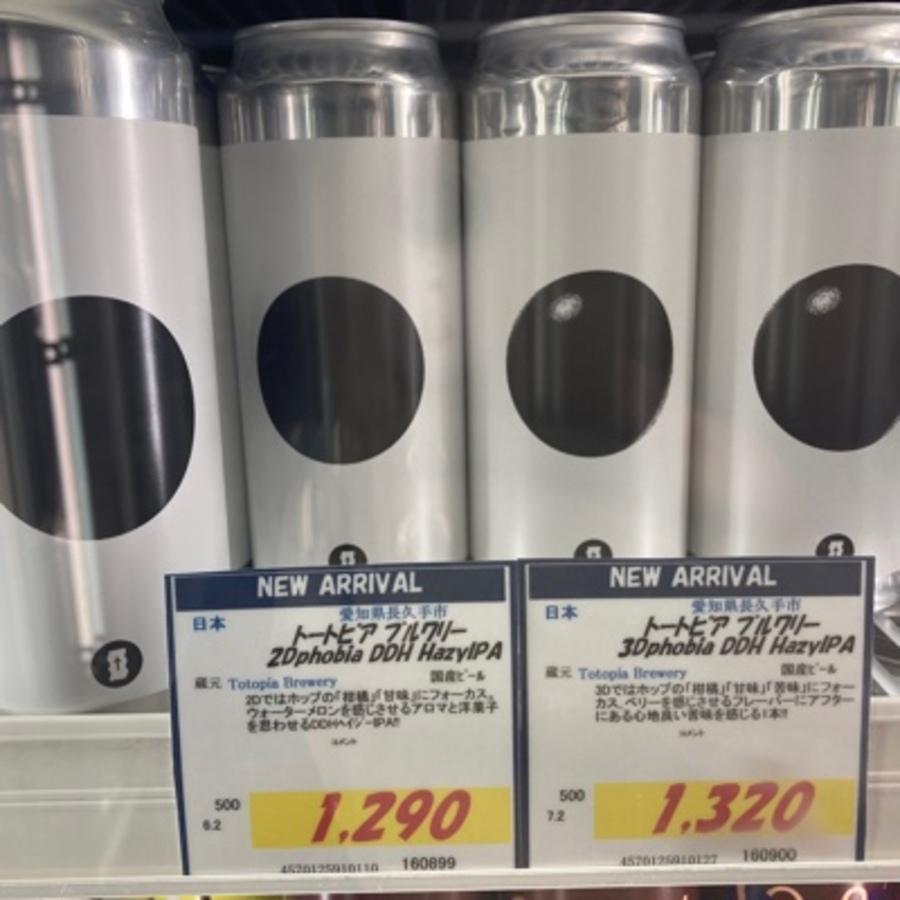 NEW ARRIVAL
日本
愛知県長久手市
トートピア ブルワリー
2Dphobia DDH HazyIPA
国産ビール
蔵元 Totopia Brewery
2Dではホップの「柑橘」「甘味」にフォーカス。
ウォーターメロンを感じさせるアロマと洋菓子
を思わせるDDHヘイジーIPA!!
コメント
500
6.2
1,290
4570125910110 160899
NEW ARRIVAL
日本
愛知県長久手市
トートピア ブルワリー
3Dphobia DDH HazyIPA
国産ビール
蔵元 Totopia Brewery
3Dではホップの「柑橘」「甘味」「苦味」にフォー
カス。ベリーを感じさせるフレーバーにアフター
にある心地良い苦味を感じる1本!!
コメント
500
7.2
1,320
4570125910127 160900